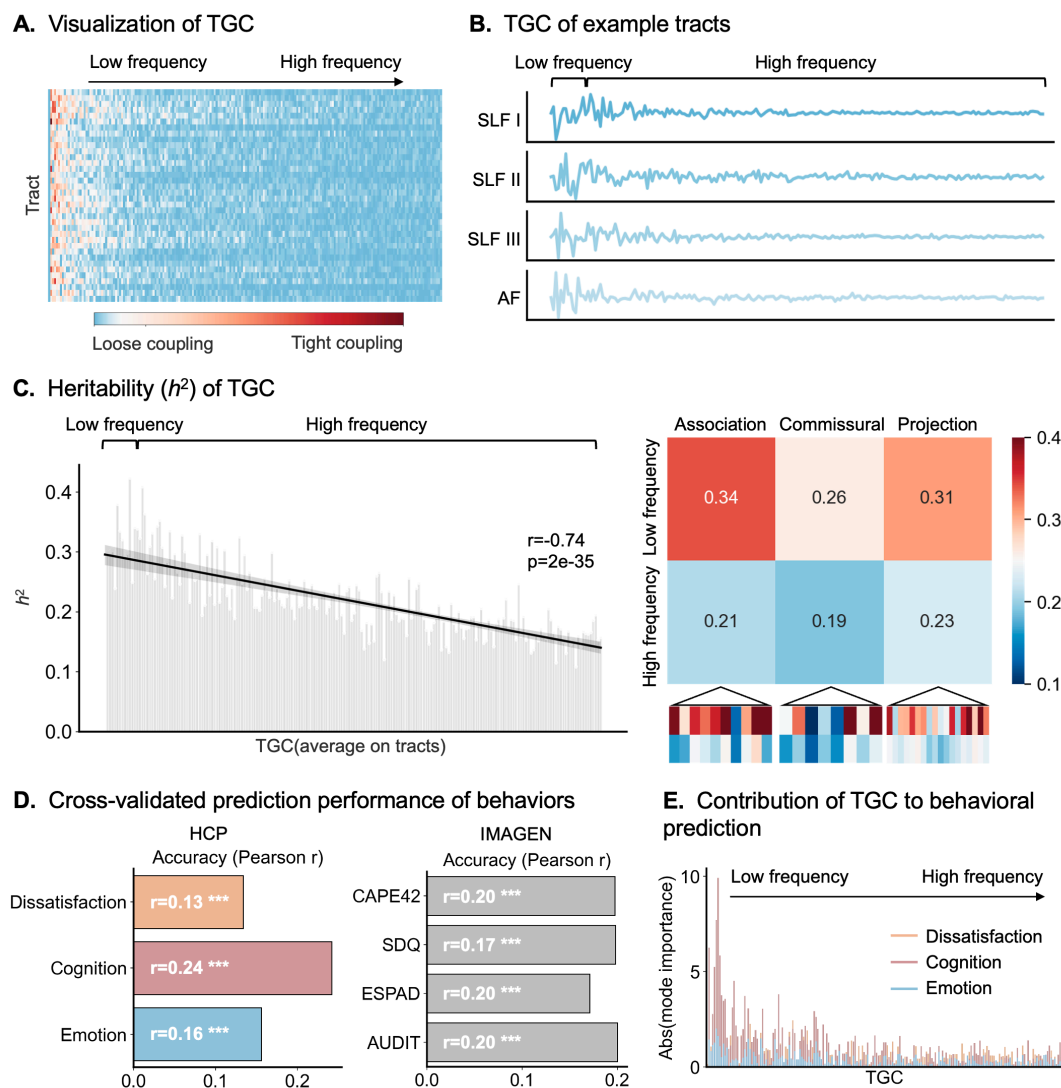 A. Visualization of TGC
Low frequency High frequency
Tract
Loose coupling Tight coupling
B. TGC of example tracts
Low frequency High frequency
SLF I
SLF II
SLF III
AF
C. Heritability (h²) of TGC
Low frequency High frequency
h²
0.4
0.3
0.2
0.1
0.0
r=-0.74
p=2e-35
TGC(average on tracts)
Association Commissural Projection
Low frequency
High frequency
0.34 0.26 0.31
0.21 0.19 0.23
0.4
0.3
0.2
0.1
D. Cross-validated prediction performance of behaviors
HCP
Accuracy (Pearson r)
Dissatisfaction r=0.13 ***
Cognition r=0.24 ***
Emotion r=0.16 ***
0.0 0.2
IMAGEN
Accuracy (Pearson r)
CAPE42 r=0.20 ***
SDQ r=0.17 ***
ESPAD r=0.20 ***
AUDIT r=0.20 ***
0.0 0.1 0.2
E. Contribution of TGC to behavioral
prediction
Abs(mode importance)
10
5
0
Low frequency High frequency
Dissatisfaction
Cognition
Emotion
TGC